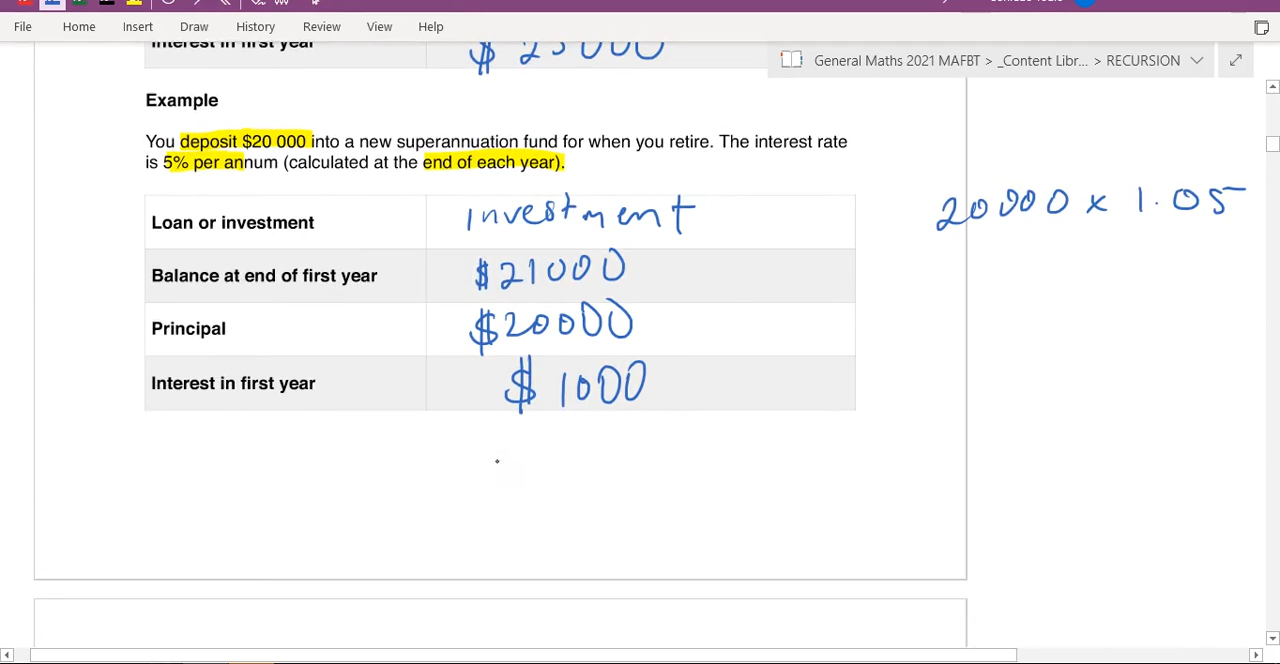 File Home Insert Draw View History Review View Help
General Maths 2021 MAFBT > _Content Libr... > RECURSION
Interest in first year $ 25000
Example
You deposit $20 000 into a new superannuation fund for when you retire. The interest rate
is 5% per annum (calculated at the end of each year).
20000 x 1.05
Loan or investment investment
Balance at end of first year $21000
Principal $20000
Interest in first year $ 1000